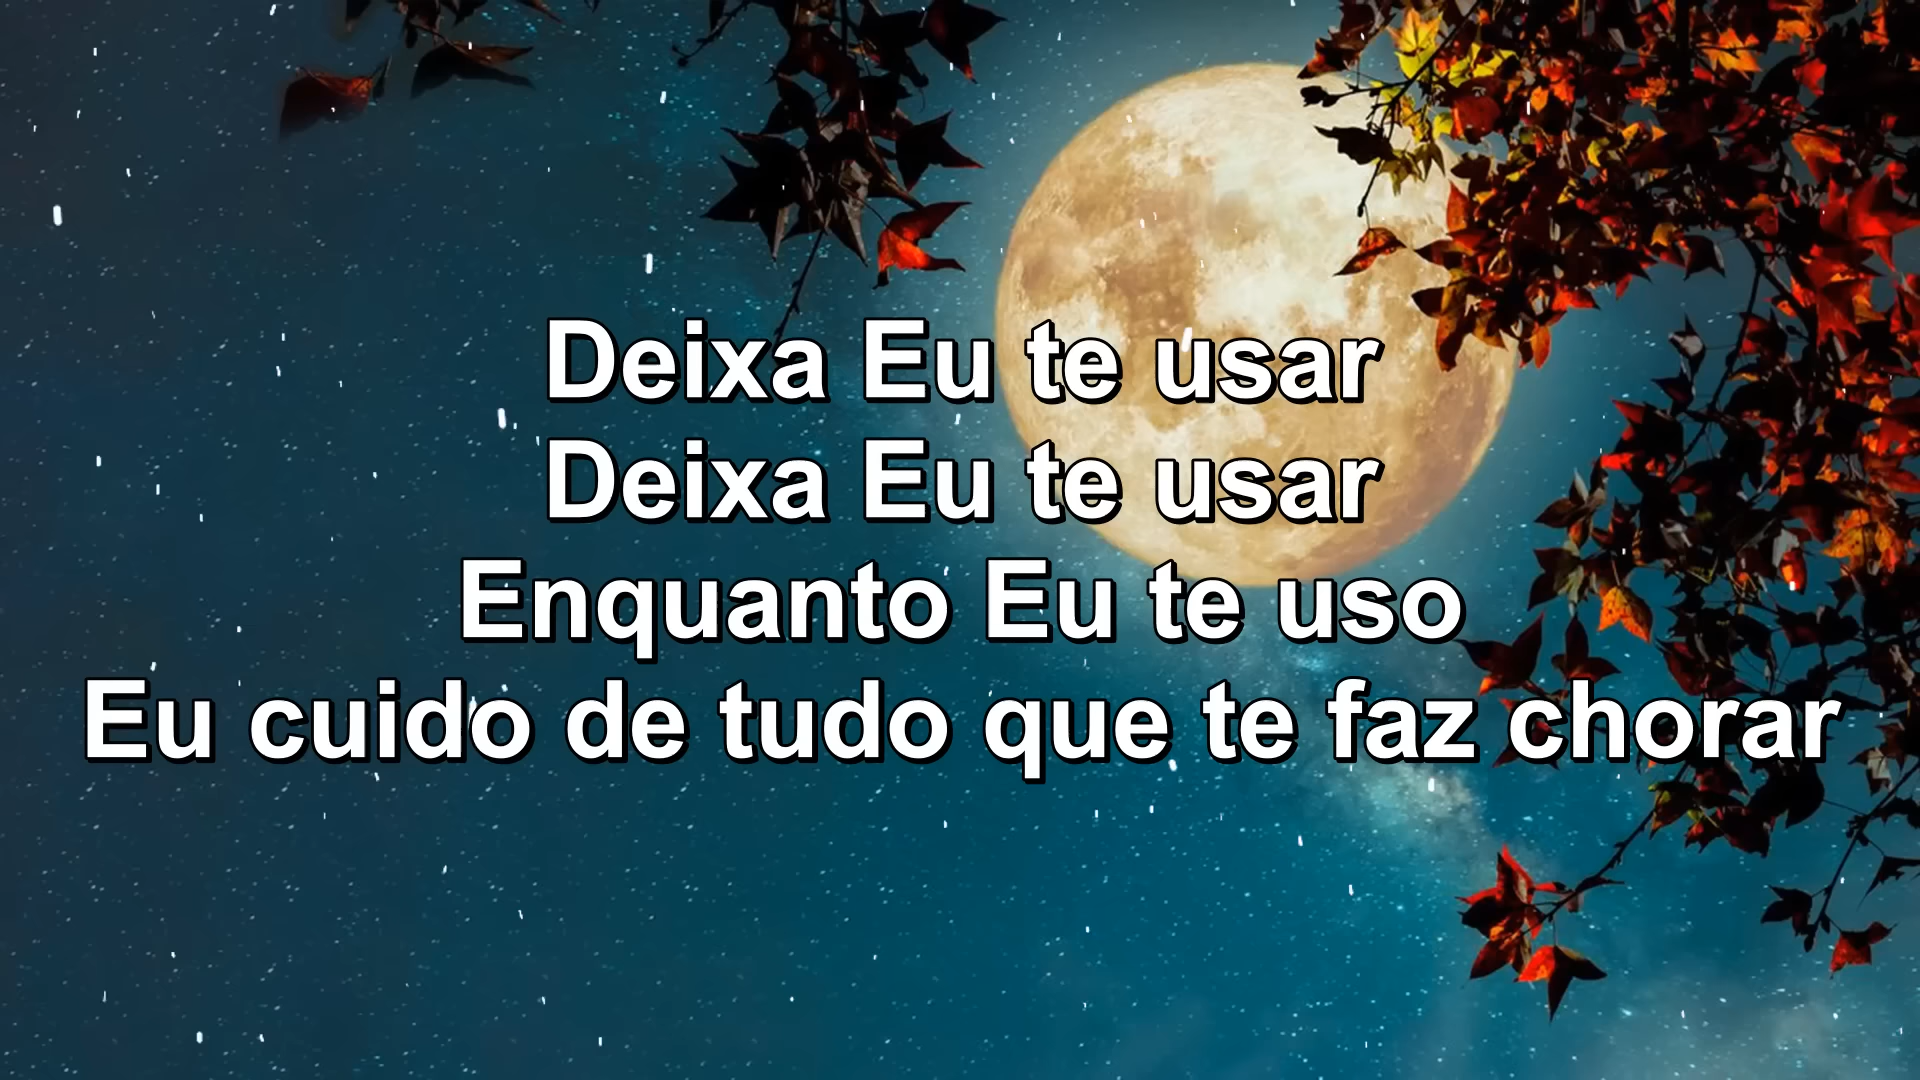 Deixa Eu te usar
Deixa Eu te usar
Enquanto Eu te uso
Eu cuido de tudo que te faz chorar